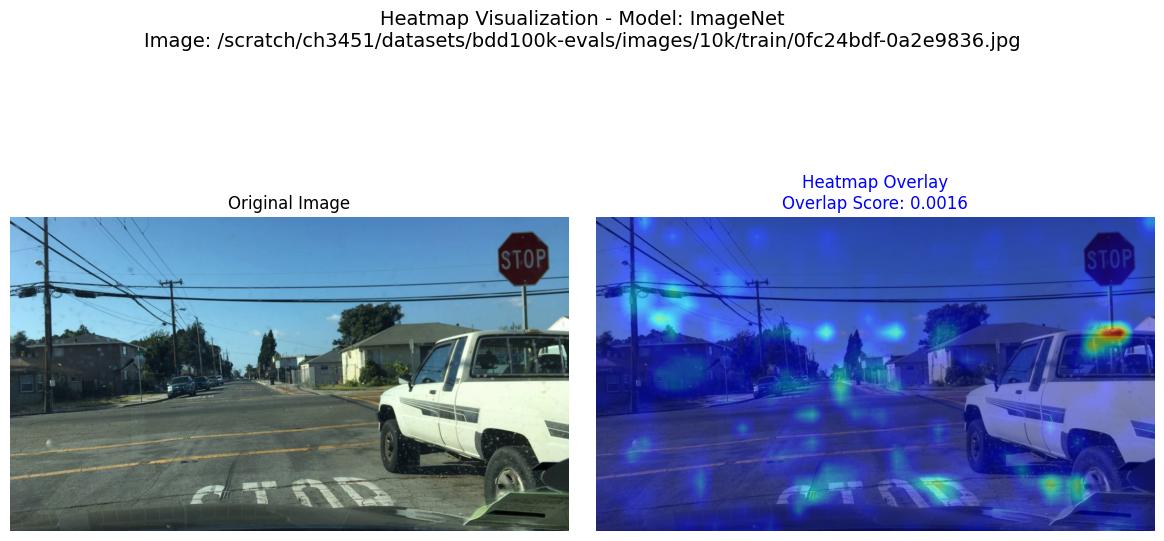 Heatmap Visualization - Model: ImageNet
Image: /scratch/ch3451/datasets/bdd100k-evals/images/10k/train/0fc24bdf-0a2e9836.jpg
Original Image
Heatmap Overlay
Overlap Score: 0.0016
STOP
STOP
STOP
STOP